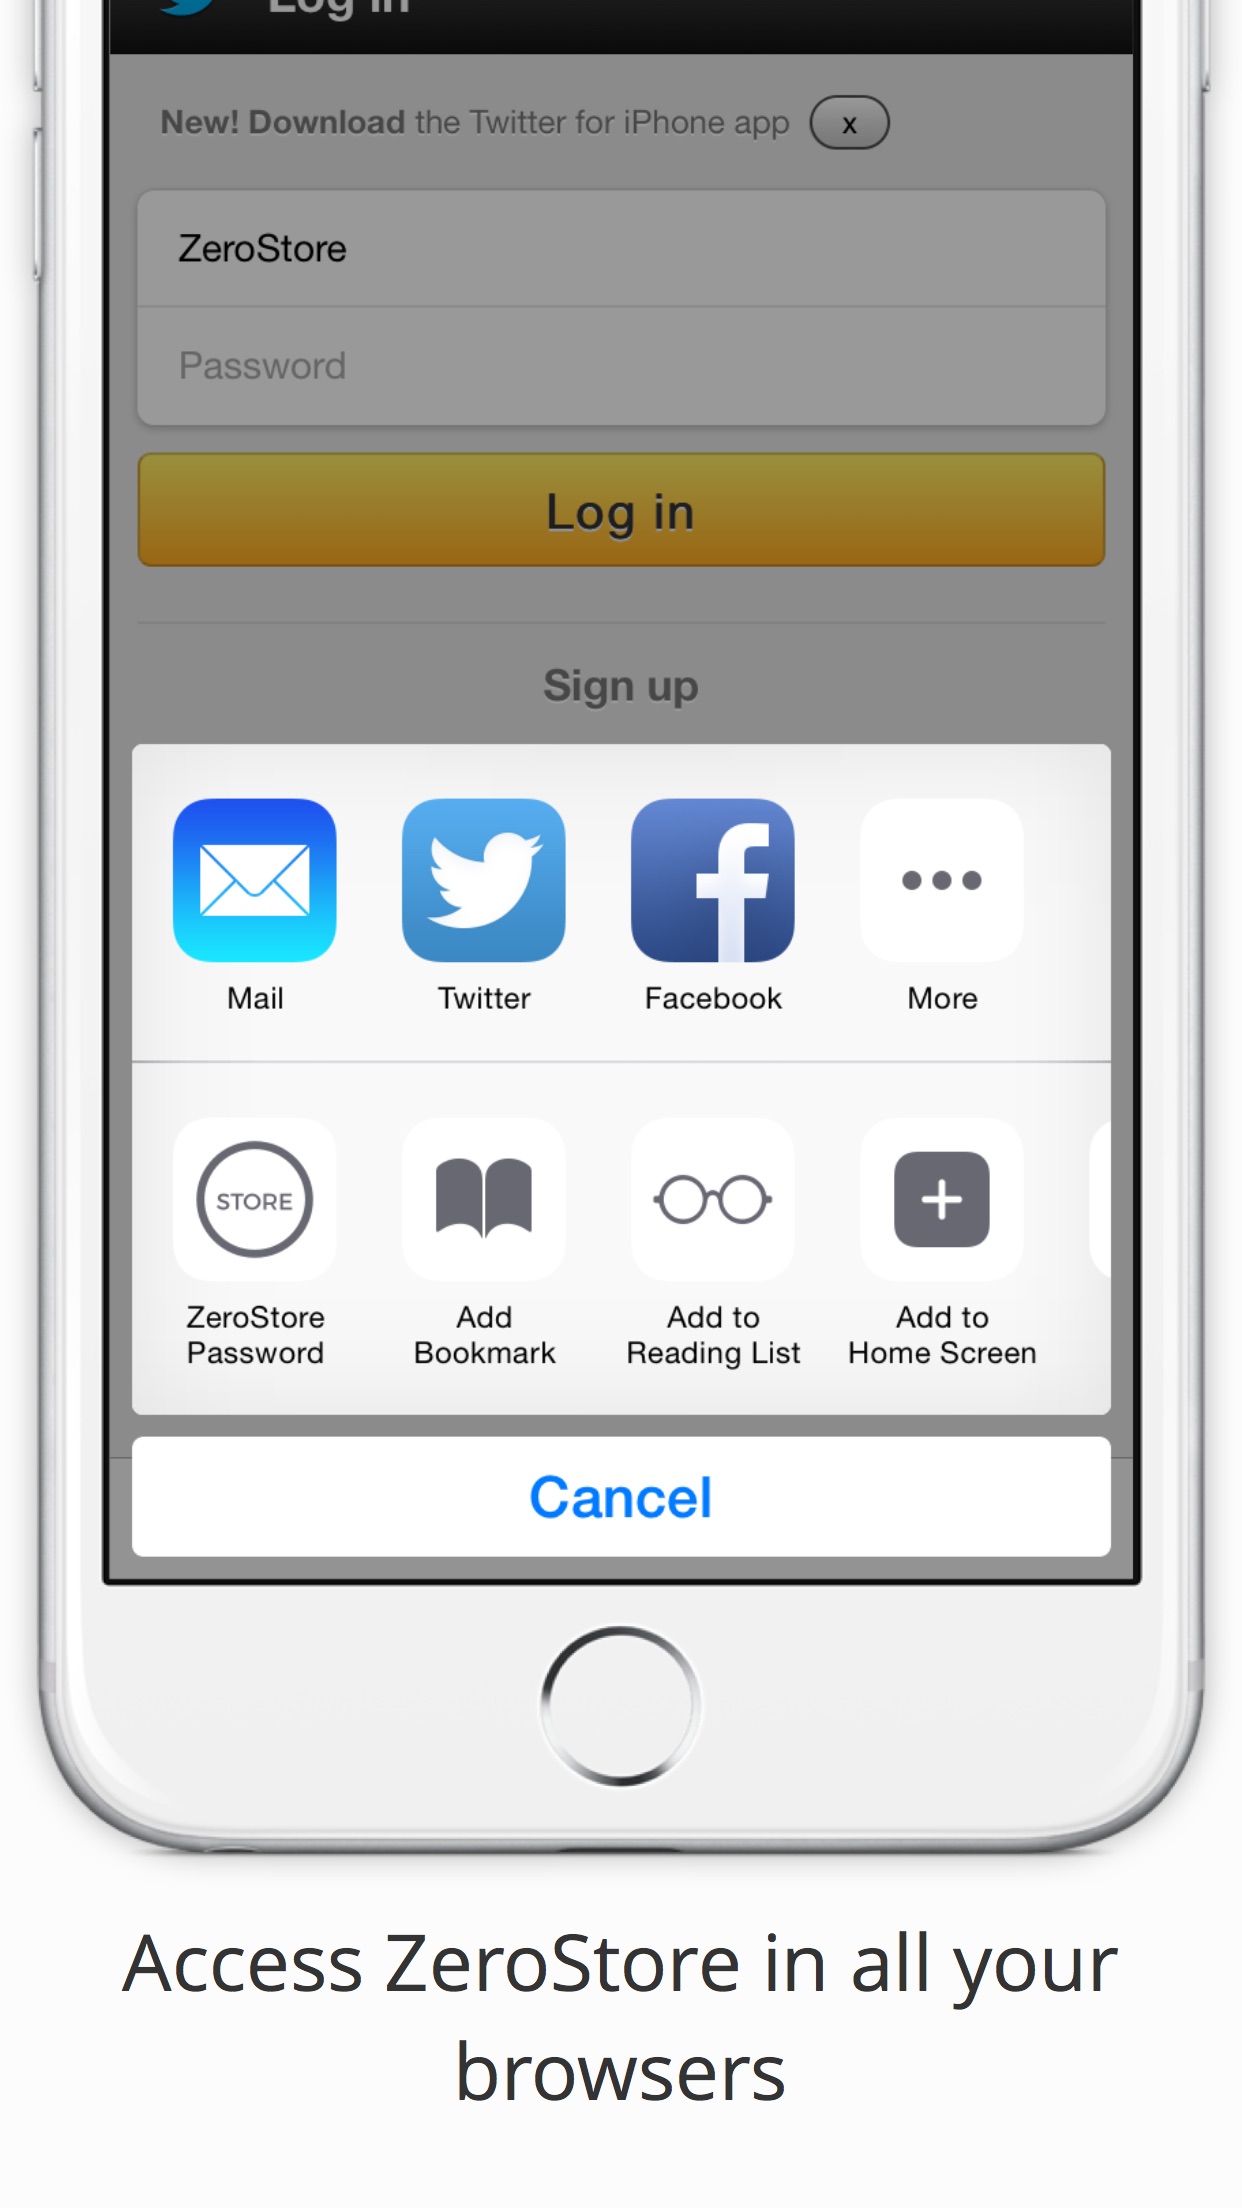 Log in
New! Download the Twitter for iPhone app x
ZeroStore
Password
Log in
Sign up
Mail Twitter Facebook More
STORE
ZeroStore Add Add to Add to
Password Bookmark Reading List Home Screen
Cancel
Access ZeroStore in all your
browsers